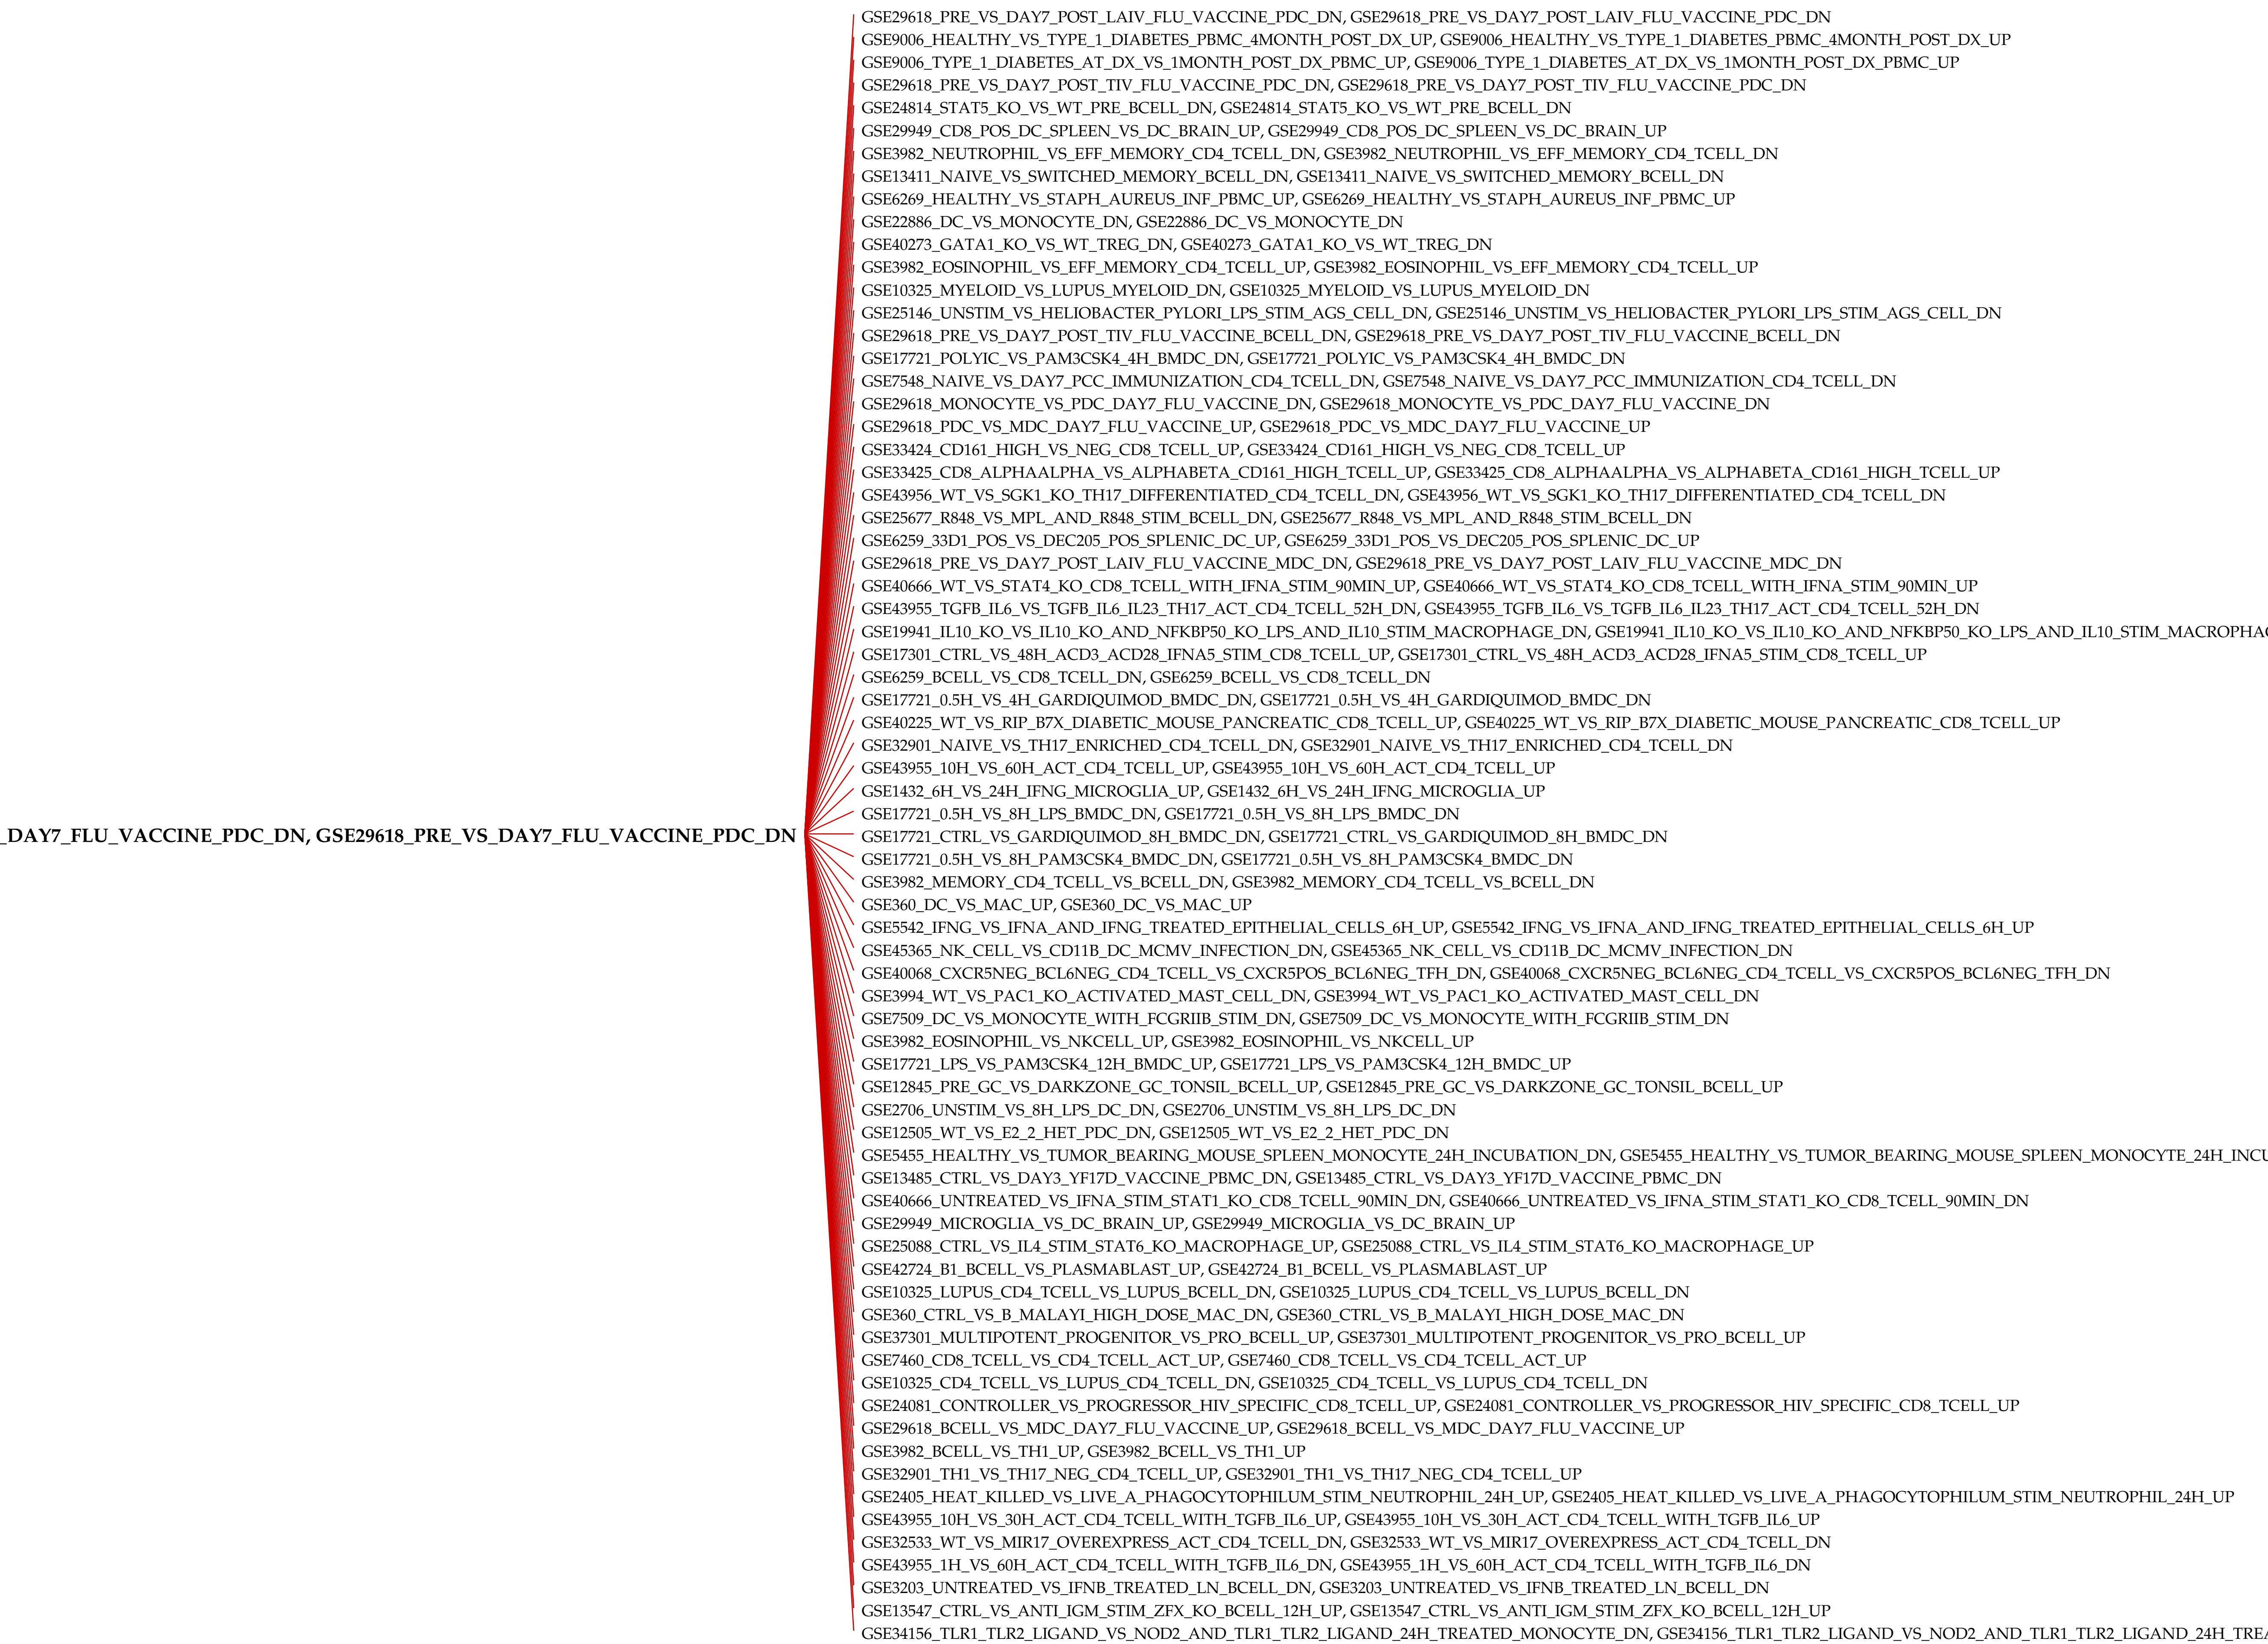 GSE29618_PRE_VS_DAY7_POST_LAIV_FLU_VACCINE_PDC_DN, GSE29618_PRE_VS_DAY7_POST_LAIV_FLU_VACCINE_PDC_DN
GSE9006_HEALTHY_VS_TYPE_1_DIABETES_PBMC_4MONTH_POST_DX_UP, GSE9006_HEALTHY_VS_TYPE_1_DIABETES_PBMC_4MONTH_POST_DX_UP
GSE9006_TYPE_1_DIABETES_AT_DX_VS_1MONTH_POST_DX_PBMC_UP, GSE9006_TYPE_1_DIABETES_AT_DX_VS_1MONTH_POST_DX_PBMC_UP
GSE29618_PRE_VS_DAY7_POST_TIV_FLU_VACCINE_PDC_DN, GSE29618_PRE_VS_DAY7_POST_TIV_FLU_VACCINE_PDC_DN
GSE24814_STAT5_KO_VS_WT_PRE_BCELL_DN, GSE24814_STAT5_KO_VS_WT_PRE_BCELL_DN
GSE29949_CD8_POS_DC_SPLEEN_VS_DC_BRAIN_UP, GSE29949_CD8_POS_DC_SPLEEN_VS_DC_BRAIN_UP
GSE3982_NEUTROPHIL_VS_EFF_MEMORY_CD4_TCELL_DN, GSE3982_NEUTROPHIL_VS_EFF_MEMORY_CD4_TCELL_DN
GSE13411_NAIVE_VS_SWITCHED_MEMORY_BCELL_DN, GSE13411_NAIVE_VS_SWITCHED_MEMORY_BCELL_DN
GSE6269_HEALTHY_VS_STAPH_AUREUS_INF_PBMC_UP, GSE6269_HEALTHY_VS_STAPH_AUREUS_INF_PBMC_UP
GSE22886_DC_VS_MONOCYTE_DN, GSE22886_DC_VS_MONOCYTE_DN
GSE40273_GATA1_KO_VS_WT_TREG_DN, GSE40273_GATA1_KO_VS_WT_TREG_DN
GSE3982_EOSINOPHIL_VS_EFF_MEMORY_CD4_TCELL_UP, GSE3982_EOSINOPHIL_VS_EFF_MEMORY_CD4_TCELL_UP
GSE10325_MYELOID_VS_LUPUS_MYELOID_DN, GSE10325_MYELOID_VS_LUPUS_MYELOID_DN
GSE25146_UNSTIM_VS_HELIOBACTER_PYLORI_LPS_STIM_AGS_CELL_DN, GSE25146_UNSTIM_VS_HELIOBACTER_PYLORI_LPS_STIM_AGS_CELL_DN
GSE29618_PRE_VS_DAY7_POST_TIV_FLU_VACCINE_BCELL_DN, GSE29618_PRE_VS_DAY7_POST_TIV_FLU_VACCINE_BCELL_DN
GSE17721_POLYIC_VS_PAM3CSK4_4H_BMDC_DN, GSE17721_POLYIC_VS_PAM3CSK4_4H_BMDC_DN
GSE7548_NAIVE_VS_DAY7_PCC_IMMUNIZATION_CD4_TCELL_DN, GSE7548_NAIVE_VS_DAY7_PCC_IMMUNIZATION_CD4_TCELL_DN
GSE29618_MONOCYTE_VS_PDC_DAY7_FLU_VACCINE_DN, GSE29618_MONOCYTE_VS_PDC_DAY7_FLU_VACCINE_DN
GSE29618_PDC_VS_MDC_DAY7_FLU_VACCINE_UP, GSE29618_PDC_VS_MDC_DAY7_FLU_VACCINE_UP
GSE33424_CD161_HIGH_VS_NEG_CD8_TCELL_UP, GSE33424_CD161_HIGH_VS_NEG_CD8_TCELL_UP
GSE33425_CD8_ALPHAALPHA_VS_ALPHABETA_CD161_HIGH_TCELL_UP, GSE33425_CD8_ALPHAALPHA_VS_ALPHABETA_CD161_HIGH_TCELL_UP
GSE43956_WT_VS_SGK1_KO_TH17_DIFFERENTIATED_CD4_TCELL_DN, GSE43956_WT_VS_SGK1_KO_TH17_DIFFERENTIATED_CD4_TCELL_DN
GSE25677_R848_VS_MPL_AND_R848_STIM_BCELL_DN, GSE25677_R848_VS_MPL_AND_R848_STIM_BCELL_DN
GSE6259_33D1_POS_VS_DEC205_POS_SPLENIC_DC_UP, GSE6259_33D1_POS_VS_DEC205_POS_SPLENIC_DC_UP
GSE29618_PRE_VS_DAY7_POST_LAIV_FLU_VACCINE_MDC_DN, GSE29618_PRE_VS_DAY7_POST_LAIV_FLU_VACCINE_MDC_DN
GSE40666_WT_VS_STAT4_KO_CD8_TCELL_WITH_IFNA_STIM_90MIN_UP, GSE40666_WT_VS_STAT4_KO_CD8_TCELL_WITH_IFNA_STIM_90MIN_UP
GSE43955_TGFB_IL6_VS_TGFB_IL6_IL23_TH17_ACT_CD4_TCELL_52H_DN, GSE43955_TGFB_IL6_VS_TGFB_IL6_IL23_TH17_ACT_CD4_TCELL_52H_DN
GSE19941_IL10_KO_VS_IL10_KO_AND_NFKBP50_KO_LPS_AND_IL10_STIM_MACROPHAGE_DN, GSE19941_IL10_KO_VS_IL10_KO_AND_NFKBP50_KO_LPS_AND_IL10_STIM_MACROPHA
GSE17301_CTRL_VS_48H_ACD3_ACD28_IFNA5_STIM_CD8_TCELL_UP, GSE17301_CTRL_VS_48H_ACD3_ACD28_IFNA5_STIM_CD8_TCELL_UP
GSE6259_BCELL_VS_CD8_TCELL_DN, GSE6259_BCELL_VS_CD8_TCELL_DN
GSE17721_0.5H_VS_4H_GARDIQUIMOD_BMDC_DN, GSE17721_0.5H_VS_4H_GARDIQUIMOD_BMDC_DN
GSE40225_WT_VS_RIP_B7X_DIABETIC_MOUSE_PANCREATIC_CD8_TCELL_UP, GSE40225_WT_VS_RIP_B7X_DIABETIC_MOUSE_PANCREATIC_CD8_TCELL_UP
GSE32901_NAIVE_VS_TH17_ENRICHED_CD4_TCELL_DN, GSE32901_NAIVE_VS_TH17_ENRICHED_CD4_TCELL_DN
GSE43955_10H_VS_60H_ACT_CD4_TCELL_UP, GSE43955_10H_VS_60H_ACT_CD4_TCELL_UP
GSE1432_6H_VS_24H_IFNG_MICROGLIA_UP, GSE1432_6H_VS_24H_IFNG_MICROGLIA_UP
GSE17721_0.5H_VS_8H_LPS_BMDC_DN, GSE17721_0.5H_VS_8H_LPS_BMDC_DN
_DAY7_FLU_VACCINE_PDC_DN, GSE29618_PRE_VS_DAY7_FLU_VACCINE_PDC_DN
GSE17721_CTRL_VS_GARDIQUIMOD_8H_BMDC_DN, GSE17721_CTRL_VS_GARDIQUIMOD_8H_BMDC_DN
GSE17721_0.5H_VS_8H_PAM3CSK4_BMDC_DN, GSE17721_0.5H_VS_8H_PAM3CSK4_BMDC_DN
GSE3982_MEMORY_CD4_TCELL_VS_BCELL_DN, GSE3982_MEMORY_CD4_TCELL_VS_BCELL_DN
GSE360_DC_VS_MAC_UP, GSE360_DC_VS_MAC_UP
GSE5542_IFNG_VS_IFNA_AND_IFNG_TREATED_EPITHELIAL_CELLS_6H_UP, GSE5542_IFNG_VS_IFNA_AND_IFNG_TREATED_EPITHELIAL_CELLS_6H_UP
GSE45365_NK_CELL_VS_CD11B_DC_MCMV_INFECTION_DN, GSE45365_NK_CELL_VS_CD11B_DC_MCMV_INFECTION_DN
GSE40068_CXCR5NEG_BCL6NEG_CD4_TCELL_VS_CXCR5POS_BCL6NEG_TFH_DN, GSE40068_CXCR5NEG_BCL6NEG_CD4_TCELL_VS_CXCR5POS_BCL6NEG_TFH_DN
GSE3994_WT_VS_PAC1_KO_ACTIVATED_MAST_CELL_DN, GSE3994_WT_VS_PAC1_KO_ACTIVATED_MAST_CELL_DN
GSE7509_DC_VS_MONOCYTE_WITH_FCGRIIB_STIM_DN, GSE7509_DC_VS_MONOCYTE_WITH_FCGRIIB_STIM_DN
GSE3982_EOSINOPHIL_VS_NKCELL_UP, GSE3982_EOSINOPHIL_VS_NKCELL_UP
GSE17721_LPS_VS_PAM3CSK4_12H_BMDC_UP, GSE17721_LPS_VS_PAM3CSK4_12H_BMDC_UP
GSE12845_PRE_GC_VS_DARKZONE_GC_TONSIL_BCELL_UP, GSE12845_PRE_GC_VS_DARKZONE_GC_TONSIL_BCELL_UP
GSE2706_UNSTIM_VS_8H_LPS_DC_DN, GSE2706_UNSTIM_VS_8H_LPS_DC_DN
GSE12505_WT_VS_E2_2_HET_PDC_DN, GSE12505_WT_VS_E2_2_HET_PDC_DN
GSE5455_HEALTHY_VS_TUMOR_BEARING_MOUSE_SPLEEN_MONOCYTE_24H_INCUBATION_DN, GSE5455_HEALTHY_VS_TUMOR_BEARING_MOUSE_SPLEEN_MONOCYTE_24H_INCU
GSE13485_CTRL_VS_DAY3_YF17D_VACCINE_PBMC_DN, GSE13485_CTRL_VS_DAY3_YF17D_VACCINE_PBMC_DN
GSE40666_UNTREATED_VS_IFNA_STIM_STAT1_KO_CD8_TCELL_90MIN_DN, GSE40666_UNTREATED_VS_IFNA_STIM_STAT1_KO_CD8_TCELL_90MIN_DN
GSE29949_MICROGLIA_VS_DC_BRAIN_UP, GSE29949_MICROGLIA_VS_DC_BRAIN_UP
GSE25088_CTRL_VS_IL4_STIM_STAT6_KO_MACROPHAGE_UP, GSE25088_CTRL_VS_IL4_STIM_STAT6_KO_MACROPHAGE_UP
GSE42724_B1_BCELL_VS_PLASMABLAST_UP, GSE42724_B1_BCELL_VS_PLASMABLAST_UP
GSE10325_LUPUS_CD4_TCELL_VS_LUPUS_BCELL_DN, GSE10325_LUPUS_CD4_TCELL_VS_LUPUS_BCELL_DN
GSE360_CTRL_VS_B_MALAYI_HIGH_DOSE_MAC_DN, GSE360_CTRL_VS_B_MALAYI_HIGH_DOSE_MAC_DN
GSE37301_MULTIPOTENT_PROGENITOR_VS_PRO_BCELL_UP, GSE37301_MULTIPOTENT_PROGENITOR_VS_PRO_BCELL_UP
GSE7460_CD8_TCELL_VS_CD4_TCELL_ACT_UP, GSE7460_CD8_TCELL_VS_CD4_TCELL_ACT_UP
GSE10325_CD4_TCELL_VS_LUPUS_CD4_TCELL_DN, GSE10325_CD4_TCELL_VS_LUPUS_CD4_TCELL_DN
GSE24081_CONTROLLER_VS_PROGRESSOR_HIV_SPECIFIC_CD8_TCELL_UP, GSE24081_CONTROLLER_VS_PROGRESSOR_HIV_SPECIFIC_CD8_TCELL_UP
GSE29618_BCELL_VS_MDC_DAY7_FLU_VACCINE_UP, GSE29618_BCELL_VS_MDC_DAY7_FLU_VACCINE_UP
GSE3982_BCELL_VS_TH1_UP, GSE3982_BCELL_VS_TH1_UP
GSE32901_TH1_VS_TH17_NEG_CD4_TCELL_UP, GSE32901_TH1_VS_TH17_NEG_CD4_TCELL_UP
GSE2405_HEAT_KILLED_VS_LIVE_A_PHAGOCYTOPHILUM_STIM_NEUTROPHIL_24H_UP, GSE2405_HEAT_KILLED_VS_LIVE_A_PHAGOCYTOPHILUM_STIM_NEUTROPHIL_24H_UP
GSE43955_10H_VS_30H_ACT_CD4_TCELL_WITH_TGFB_IL6_UP, GSE43955_10H_VS_30H_ACT_CD4_TCELL_WITH_TGFB_IL6_UP
GSE32533_WT_VS_MIR17_OVEREXPRESS_ACT_CD4_TCELL_DN, GSE32533_WT_VS_MIR17_OVEREXPRESS_ACT_CD4_TCELL_DN
GSE43955_1H_VS_60H_ACT_CD4_TCELL_WITH_TGFB_IL6_DN, GSE43955_1H_VS_60H_ACT_CD4_TCELL_WITH_TGFB_IL6_DN
GSE3203_UNTREATED_VS_IFNB_TREATED_LN_BCELL_DN, GSE3203_UNTREATED_VS_IFNB_TREATED_LN_BCELL_DN
GSE13547_CTRL_VS_ANTI_IGM_STIM_ZFX_KO_BCELL_12H_UP, GSE13547_CTRL_VS_ANTI_IGM_STIM_ZFX_KO_BCELL_12H_UP
GSE34156_TLR1_TLR2_LIGAND_VS_NOD2_AND_TLR1_TLR2_LIGAND_24H_TREATED_MONOCYTE_DN, GSE34156_TLR1_TLR2_LIGAND_VS_NOD2_AND_TLR1_TLR2_LIGAND_24H_TRE